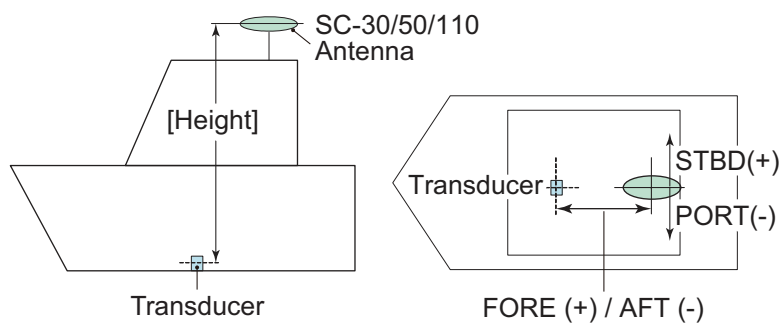 SC-30/50/110
Antenna
[Height]
Transducer
Transducer
STBD(+)
PORT(-)
FORE (+) / AFT (-)